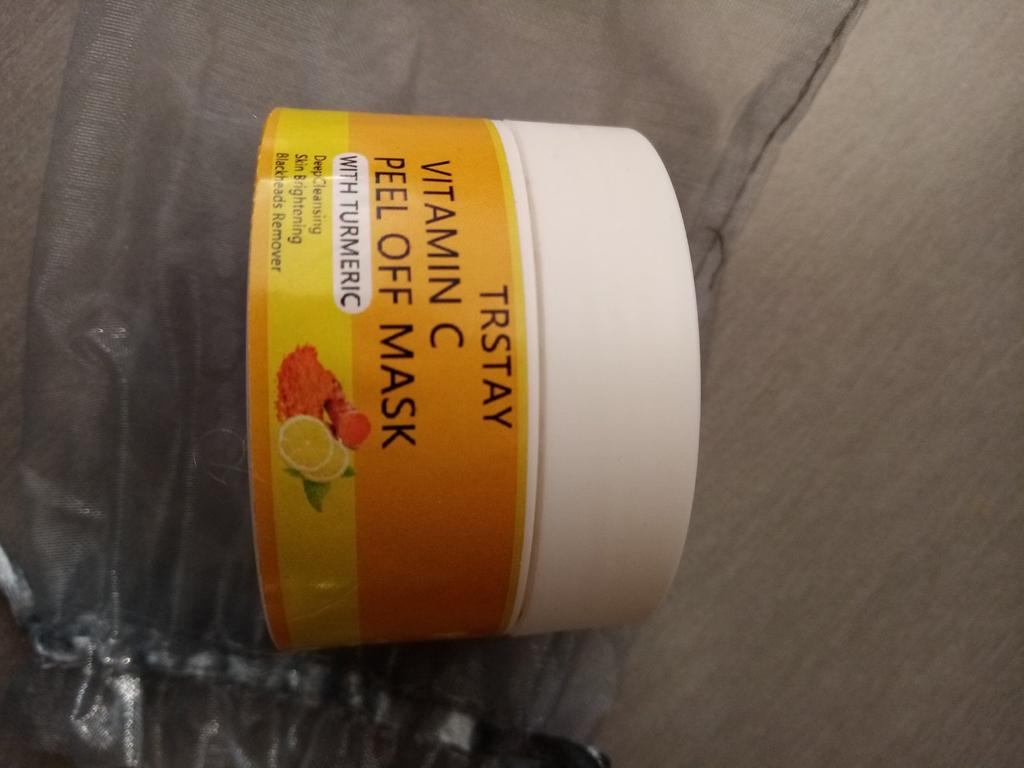 TRSTAY
VITAMIN C
PEEL OFF MASK
WITH TURMERIC
Deep Cleansing
Skin Brightening
Blackheads Remover